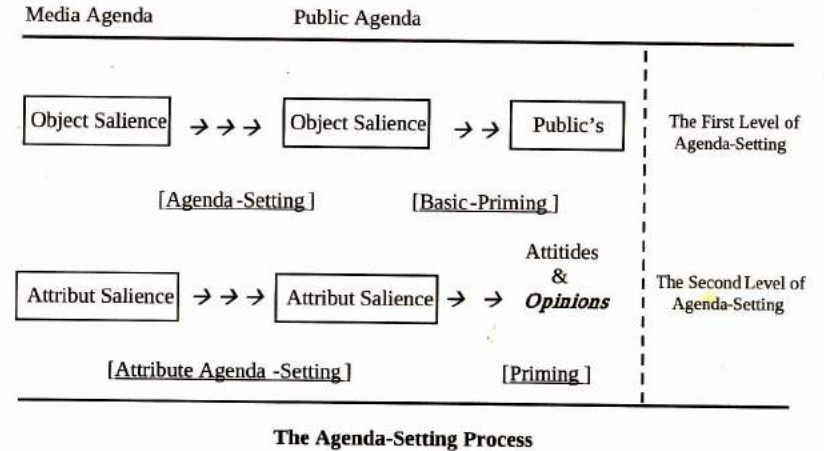 Media Agenda Public Agenda
Object Salience →→→ Object Salience →→ Public's
The First Level of
Agenda-Setting
[Agenda-Setting] [Basic-Priming]
Attitides
&
Opinions
Attribut Salience →→→ Attribut Salience → →
The Second Level of
Agenda-Setting
[Attribute Agenda -Setting] [Priming]
The Agenda-Setting Process